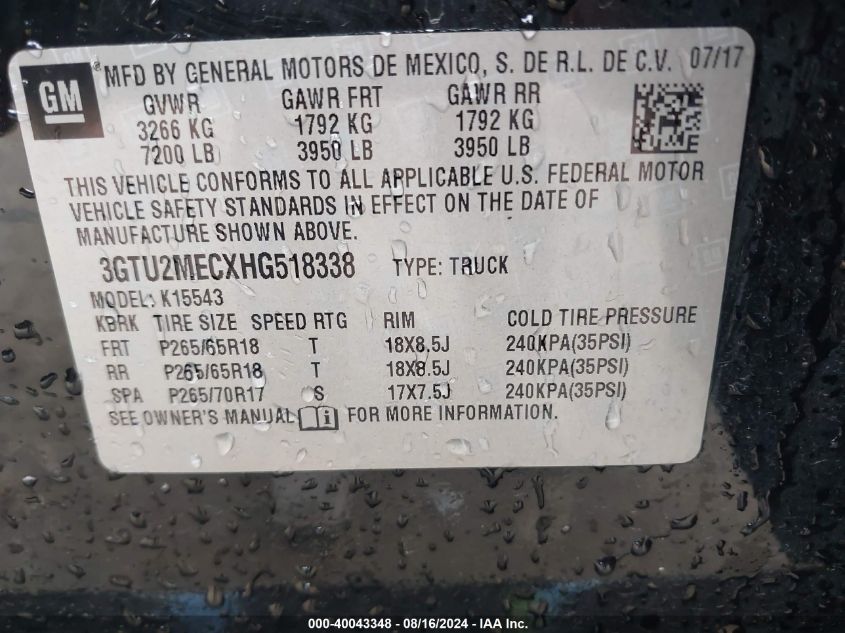 GM ® MFD BY GENERAL MOTORS DE MEXICO, S. DE R.L. DE C.V. 07/17
GVWR GAWR FRT GAWR RR
3266 KG 1792 KG 1792 KG
7200 LB 3950 LB 3950 LB
THIS VEHICLE CONFORMS TO ALL APPLICABLE U.S. FEDERAL MOTOR
VEHICLE SAFETY STANDARDS IN EFFECT ON THE DATE OF
MANUFACTURE SHOWN ABOVE.
3GTU2MECXHG518338 TYPE: TRUCK
MODEL: K15543
KBRK TIRE SIZE SPEED RTG RIM COLD TIRE PRESSURE
FRT P265/65R18 T 18X8.5J 240KPA(35PSI)
RR P265/65R18 T 18X8.5J 240KPA(35PSI)
SPA P265/70R17 S 17X7.5J 240KPA(35PSI)
SEE OWNER'S MANUAL FOR MORE INFORMATION.
000-40043348 - 08/16/2024 - IAA Inc.